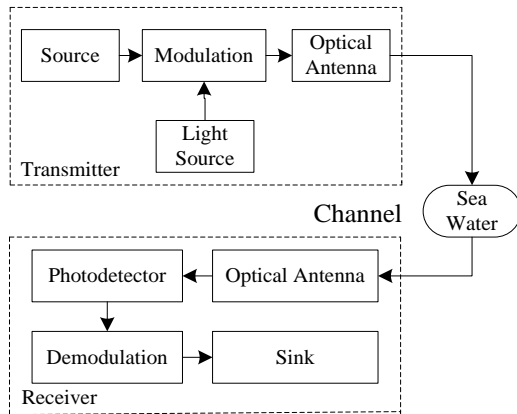 Source
Modulation
Optical
Antenna
Light
Source
Transmitter
Channel
Sea
Water
Photodetector
Optical Antenna
Demodulation
Sink
Receiver